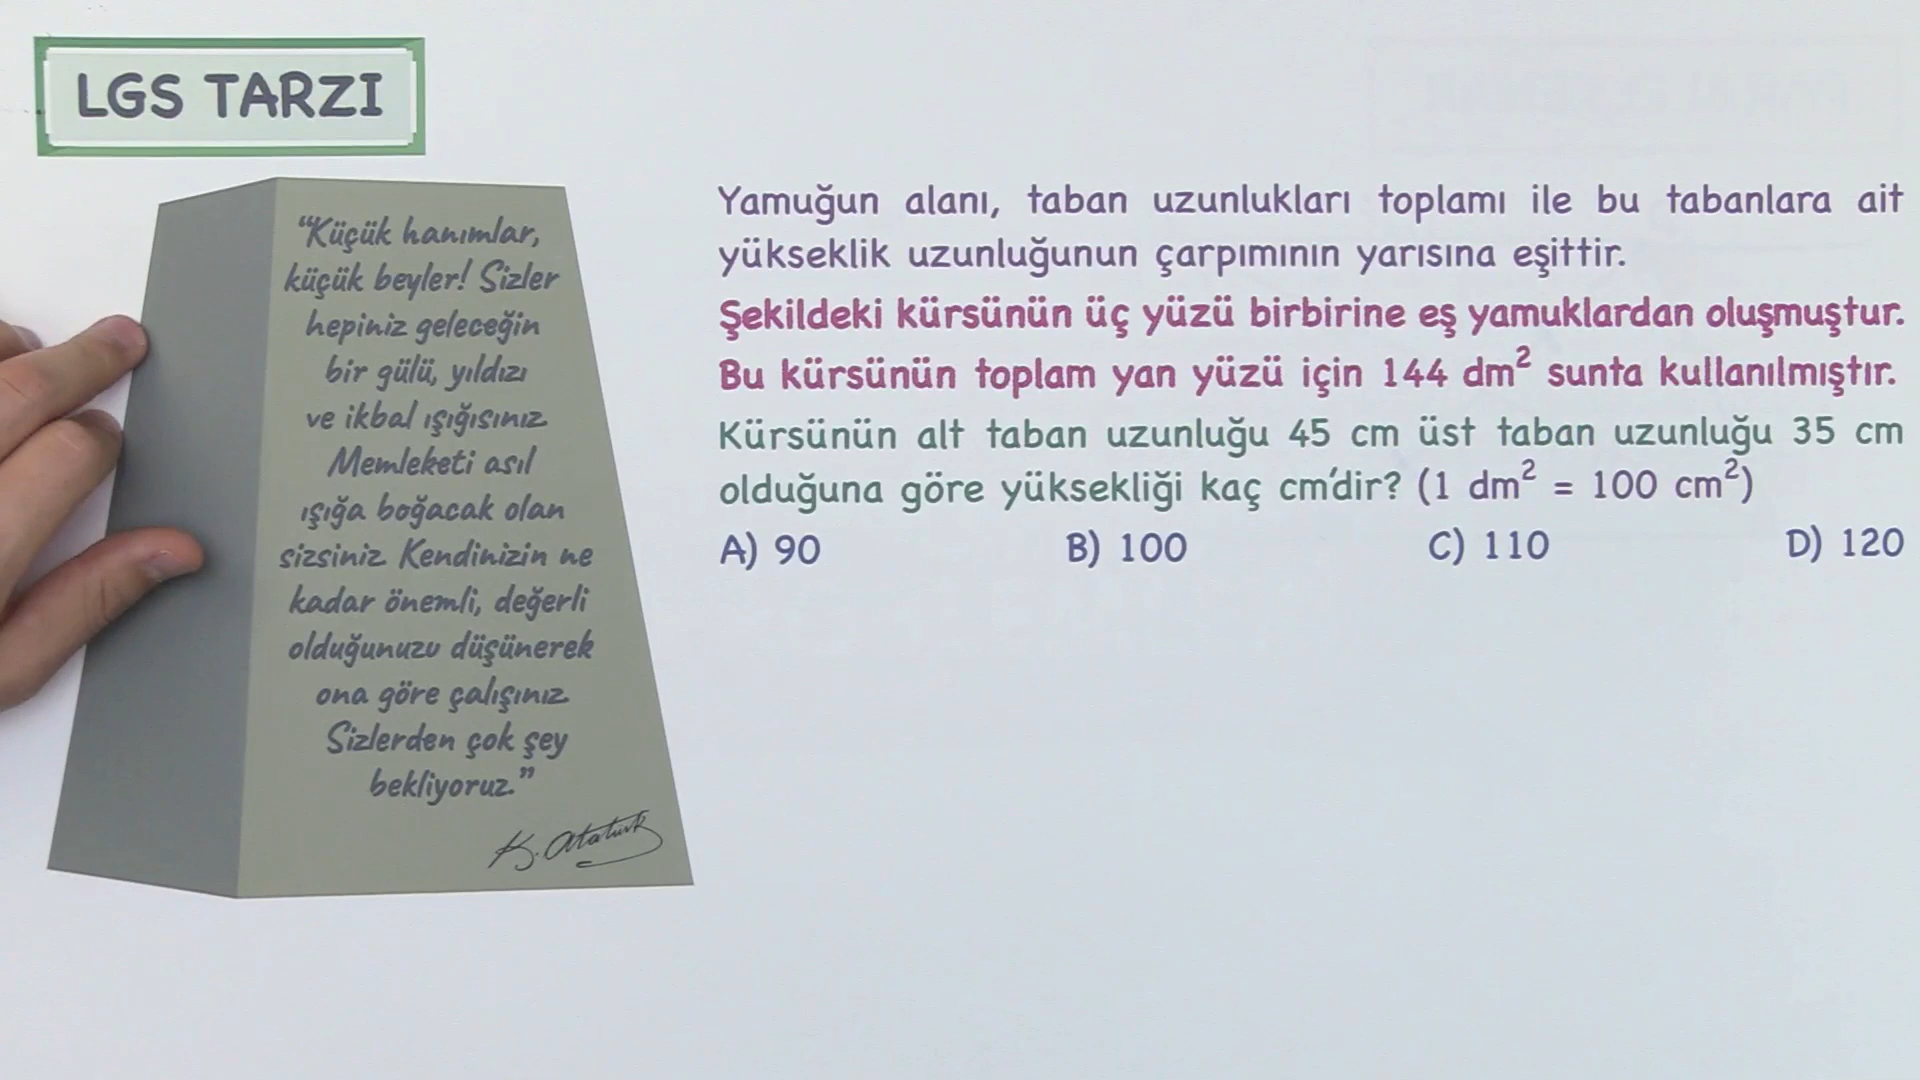 LGS TARZI
“Küçük hanımlar,
küçük beyler! Sizler
hepiniz geleceğin
bir gülü, yıldızı
ve ikbal ışığısınız.
Memleketi asıl
ışığa boğacak olan
sizsiniz. Kendinizin ne
kadar önemli, değerli
olduğunuzu düşünerek
ona göre çalışınız.
Sizlerden çok şey
bekliyoruz.”
K. Atatürk
Yamuğun alanı, taban uzunlukları toplamı ile bu tabanlara ait
yükseklik uzunluğunun çarpımının yarısına eşittir.
Şekildeki kürsünün üç yüzü birbirine eş yamuklardan oluşmuştur.
Bu kürsünün toplam yan yüzü için 144 dm² sunta kullanılmıştır.
Kürsünün alt taban uzunluğu 45 cm üst taban uzunluğu 35 cm
olduğuna göre yüksekliği kaç cm'dir? (1 dm² = 100 cm²)
A) 90 B) 100 C) 110 D) 120